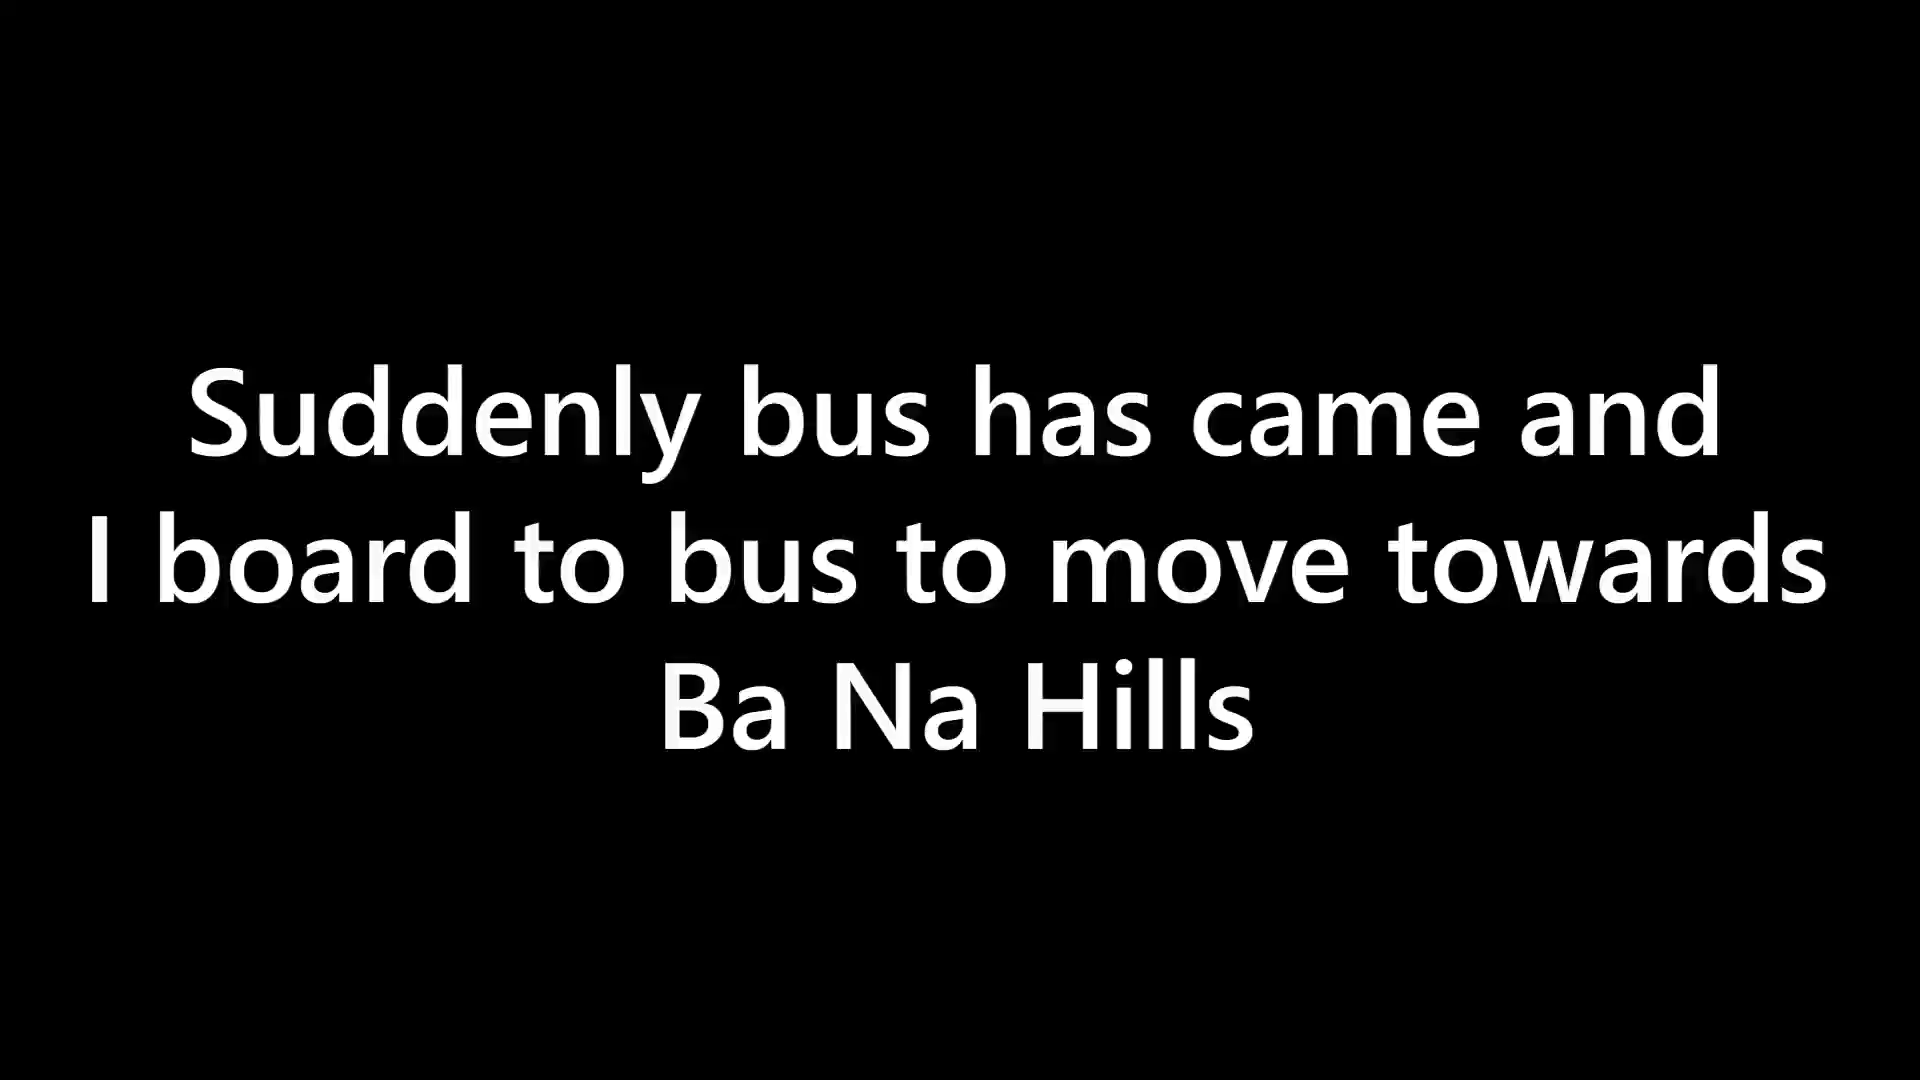 Suddenly bus has came and
I board to bus to move towards
Ba Na Hills